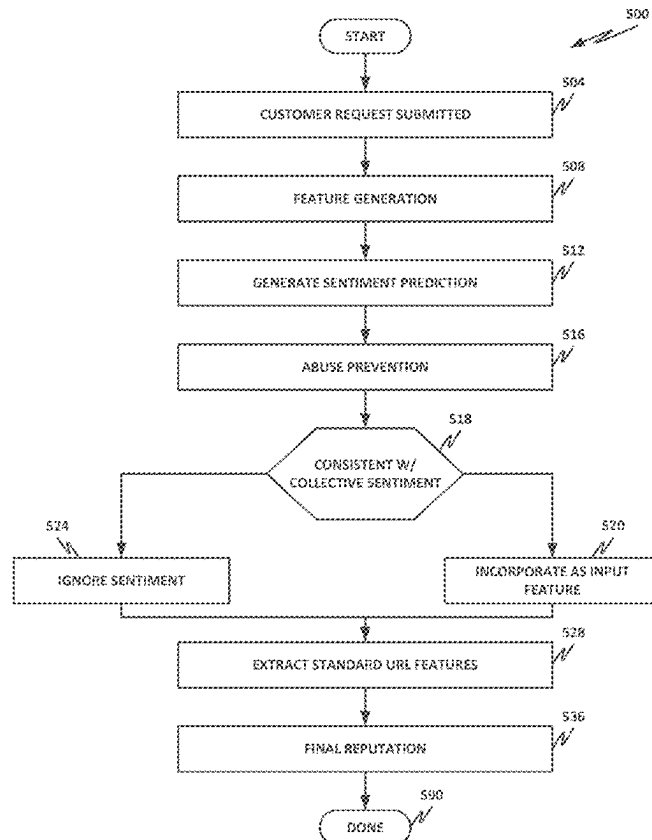 500
START
504
CUSTOMER REQUEST SUBMITTED
508
FEATURE GENERATION
512
GENERATE SENTIMENT PREDICTION
516
ABUSE PREVENTION
518
CONSISTENT W/
COLLECTIVE SENTIMENT
524
IGNORE SENTIMENT
520
INCORPORATE AS INPUT
FEATURE
528
EXTRACT STANDARD URL FEATURES
536
FINAL REPUTATION
590
DONE